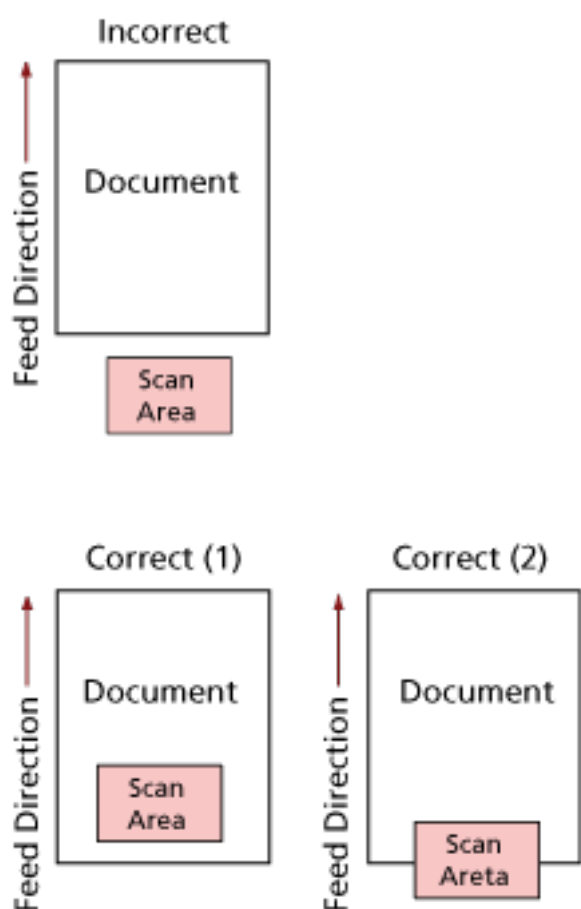 Incorrect
Feed Direction
Document
Scan
Area
Correct (1)
Feed Direction
Document
Scan
Area
Correct (2)
Feed Direction
Document
Scan
Areta